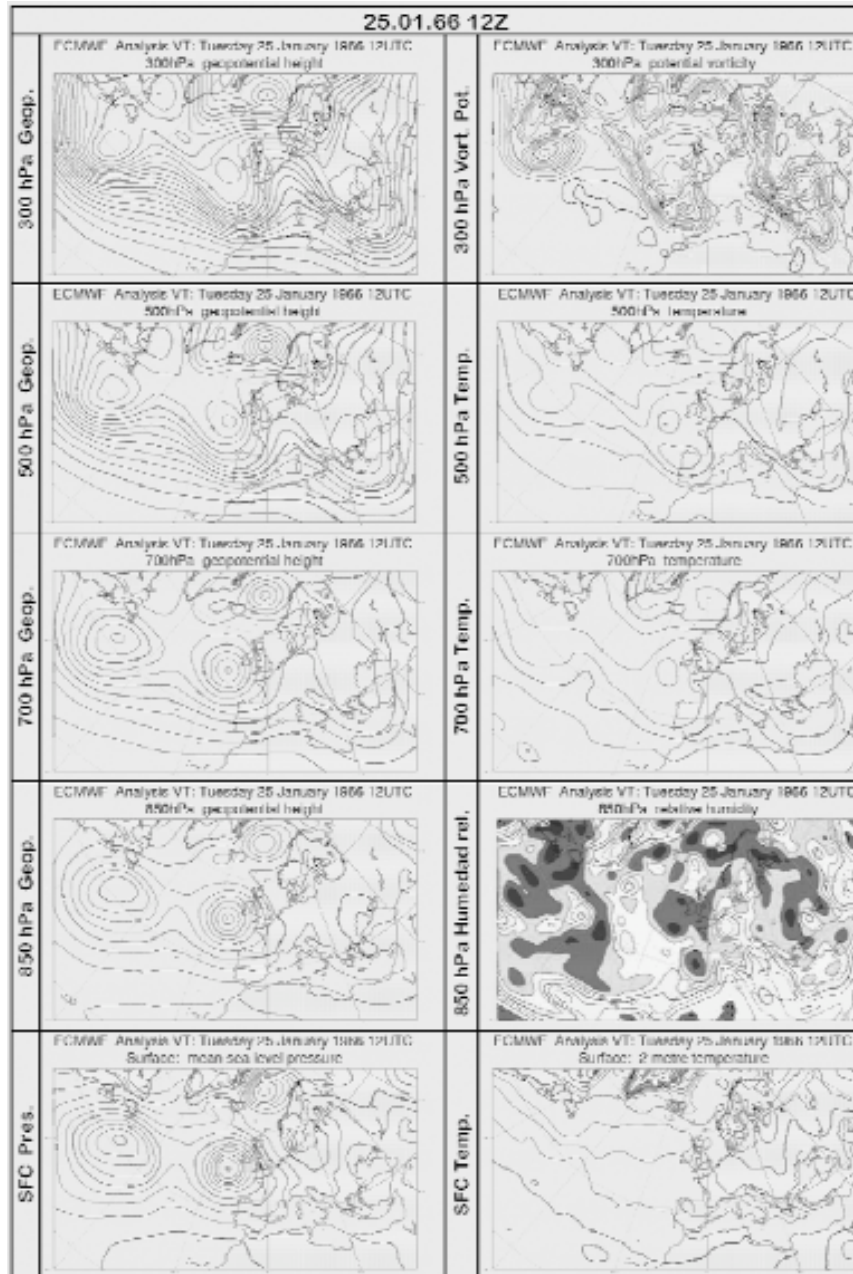 25.01.66 12Z
300 hPa Geop.
ECMWF Analysis VT: Tuesday 25 January 1966 12UTC
300hPa geopotential height
300 hPa Vort. Pot.
ECMWF Analysis VT: Tuesday 25 January 1966 12UTC
300hPa potential vorticity
500 hPa Geop.
ECMWF Analysis VT: Tuesday 25 January 1966 12UTC
500hPa geopotential height
500 hPa Temp.
ECMWF Analysis VT: Tuesday 25 January 1966 12UTC
500hPa temperature
700 hPa Geop.
ECMWF Analysis VT: Tuesday 25 January 1966 12UTC
700hPa geopotential height
700 hPa Temp.
ECMWF Analysis VT: Tuesday 25 January 1966 12UTC
700hPa temperature
850 hPa Geop.
ECMWF Analysis VT: Tuesday 25 January 1966 12UTC
850hPa geopotential height
850 hPa Humedad rel.
ECMWF Analysis VT: Tuesday 25 January 1966 12UTC
850hPa relative humidity
SFC Pres.
ECMWF Analysis VT: Tuesday 25 January 1966 12UTC
Surface: mean sea level pressure
SFC Temp.
ECMWF Analysis VT: Tuesday 25 January 1966 12UTC
Surface: 2 metre temperature